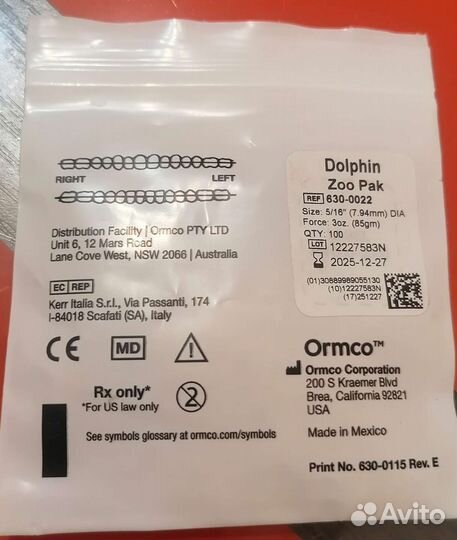 RIGHT LEFT
Distribution Facility | Ormco PTY LTD
Unit 6, 12 Mars Road
Lane Cove West, NSW 2066 | Australia
EC REP
Kerr Italia S.r.l., Via Passanti, 174
I-84018 Scafati (SA), Italy
CE MD
Rx only*
*For US law only
2
See symbols glossary at ormco.com/symbols
Dolphin
Zoo Pak
REF 630-0022
Size: 5/16" (7.94mm) DIA
Force: 3oz. (85gm)
QTY: 100
LOT 12227583N
2025-12-27
(01)30889989055130
(10)12227583N
(17)251227
Ormco™
Ormco Corporation
200 S Kraemer Blvd
Brea, California 92821
USA
Made in Mexico
Print No. 630-0115 Rev. E
Avito